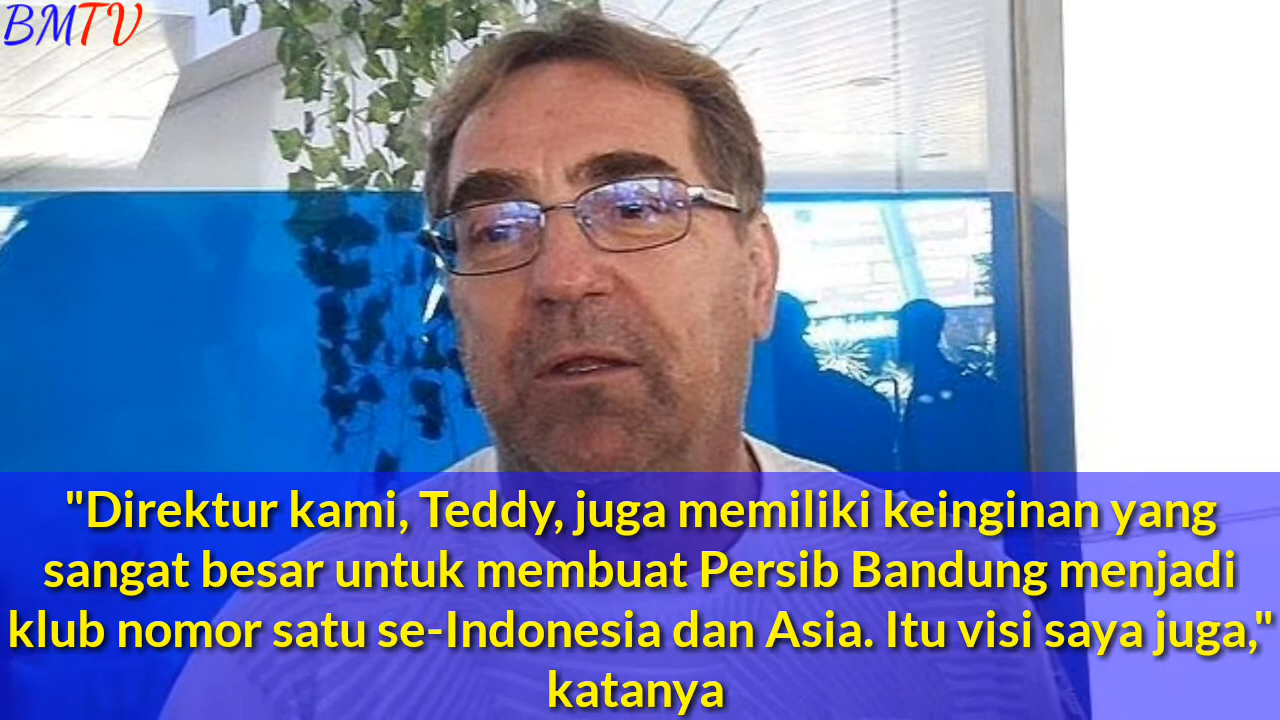 BMTV
"Direktur kami, Teddy, juga memiliki keinginan yang
sangat besar untuk membuat Persib Bandung menjadi
klub nomor satu se-Indonesia dan Asia. Itu visi saya juga,"
katanya